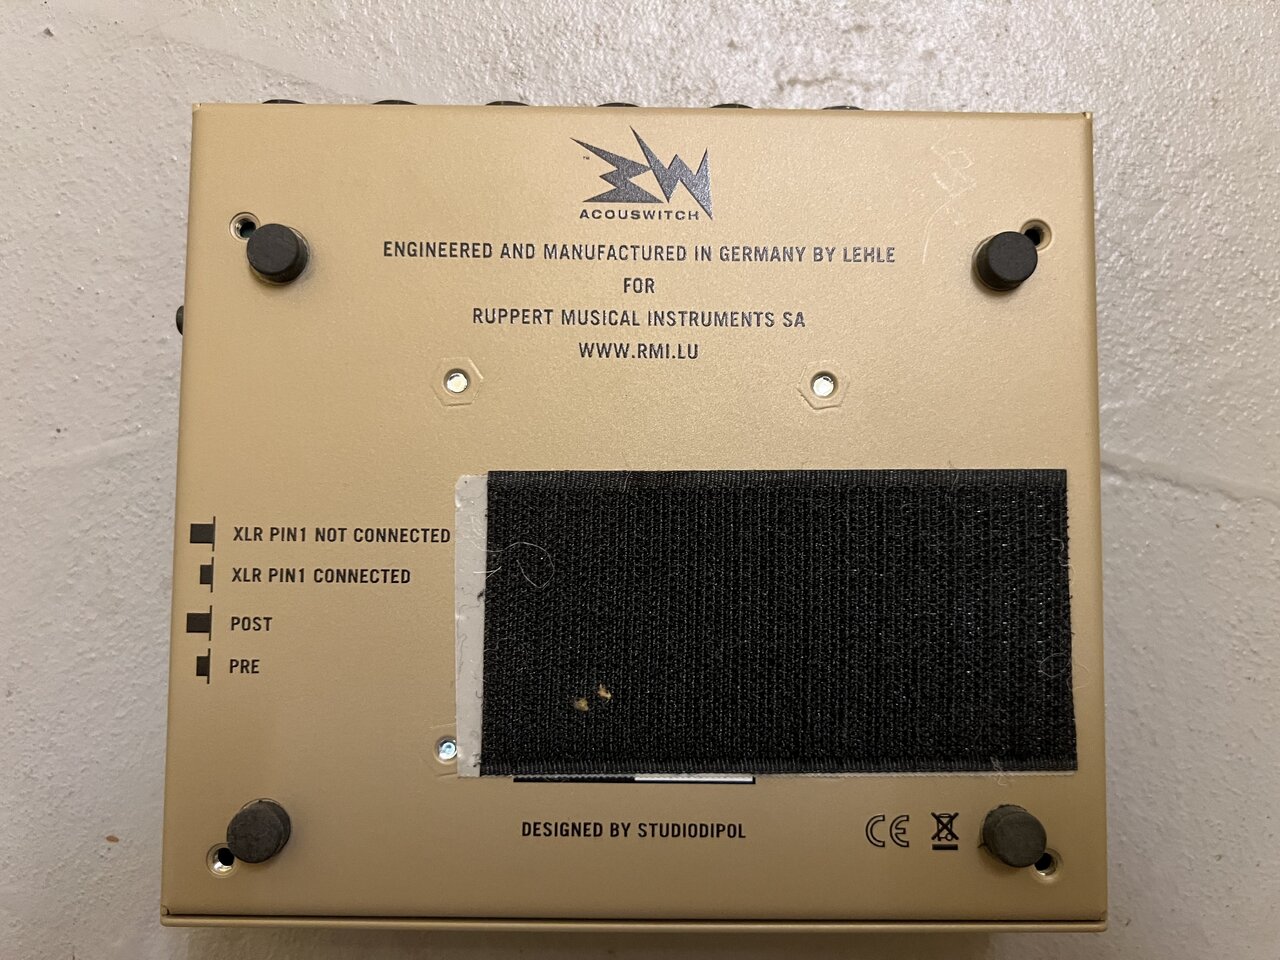 ™
ACOUSWITCH
ENGINEERED AND MANUFACTURED IN GERMANY BY LEHLE
FOR
RUPPERT MUSICAL INSTRUMENTS SA
WWW.RMI.LU
XLR PIN1 NOT CONNECTED
XLR PIN1 CONNECTED
POST
PRE
DESIGNED BY STUDIODIPOL
CE